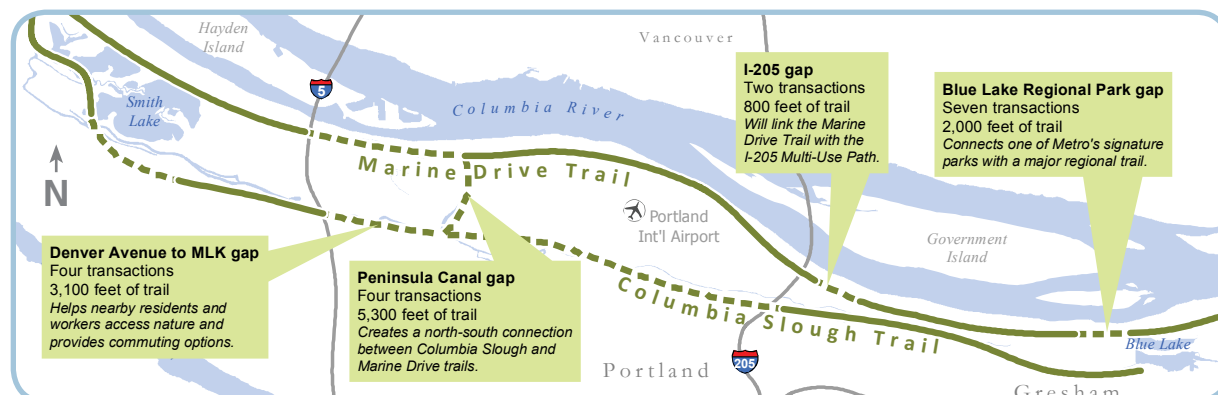 Hayden
Island
Vancouver
5
Smith
Lake
Columbia River
N
Marine Drive Trail
I-205 gap
Two transactions
800 feet of trail
Will link the Marine
Drive Trail with the
I-205 Multi-Use Path.
Blue Lake Regional Park gap
Seven transactions
2,000 feet of trail
Connects one of Metro's signature
parks with a major regional trail.
Portland
Int'l Airport
Government
Island
Denver Avenue to MLK gap
Four transactions
3,100 feet of trail
Helps nearby residents and
workers access nature and
provides commuting options.
Peninsula Canal gap
Four transactions
5,300 feet of trail
Creates a north-south connection
between Columbia Slough and
Marine Drive trails.
Columbia Slough Trail
Blue Lake
205
Portland
Gresham